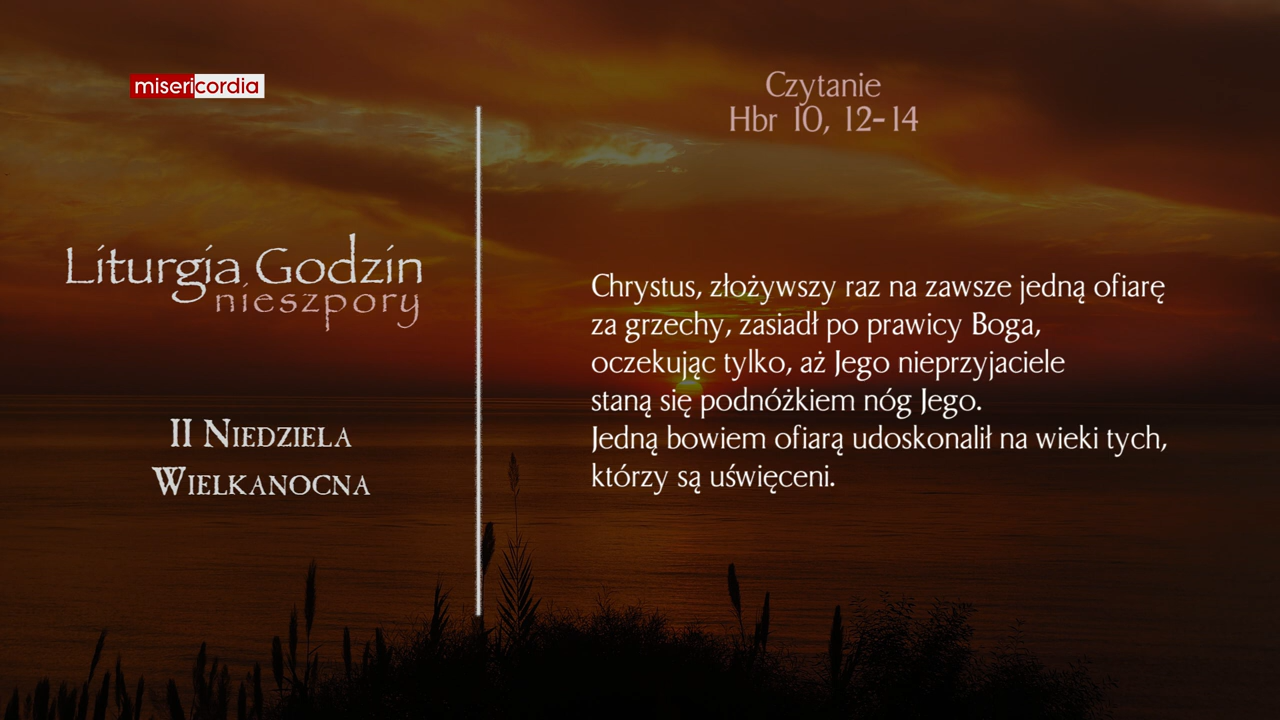 misericordia
Liturgia Godzin
nieszpory
II Niedziela
Wielkanocna
Czytanie
Hbr 10, 12-14
Chrystus, złożywszy raz na zawsze jedną ofiarę
za grzechy, zasiadł po prawicy Boga,
oczekując tylko, aż Jego nieprzyjaciele
staną się podnóżkiem nóg Jego.
Jedną bowiem ofiarą udoskonalił na wieki tych,
którzy są uświęceni.